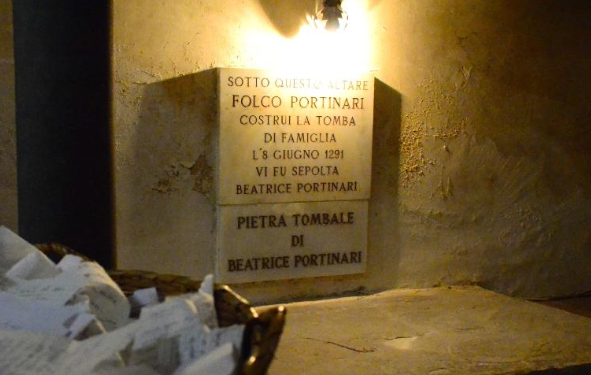 SOTTO QUESTO ALTARE
FOLCO PORTINARI
COSTRUI LA TOMBA
DI FAMIGLIA
L'8 GIUGNO 1291
VI FU SEPOLTA
BEATRICE PORTINARI
PIETRA TOMBALE
DI
BEATRICE PORTINARI